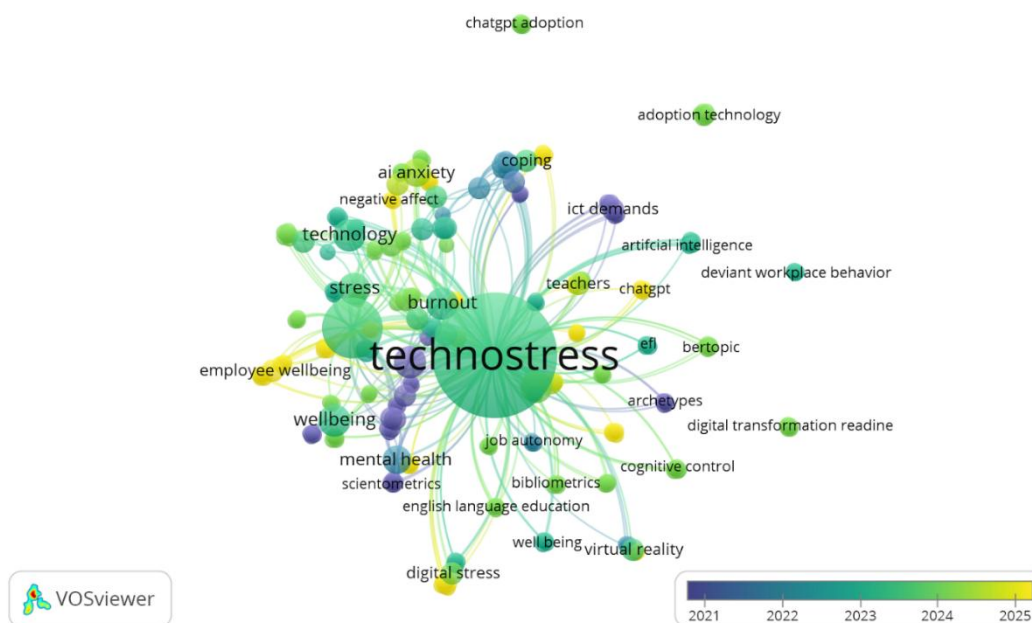 chatgpt adoption
adoption technology
coping
ai anxiety
negative affect
ict demands
technology
artifcial intelligence
deviant workplace behavior
teachers
chatgpt
stress
burnout
technostress
efl
bertopic
employee wellbeing
archetypes
wellbeing
digital transformation readine
job autonomy
mental health
cognitive control
scientometrics
bibliometrics
english language education
well being
virtual reality
digital stress
VOSviewer
2021 2022 2023 2024 2025